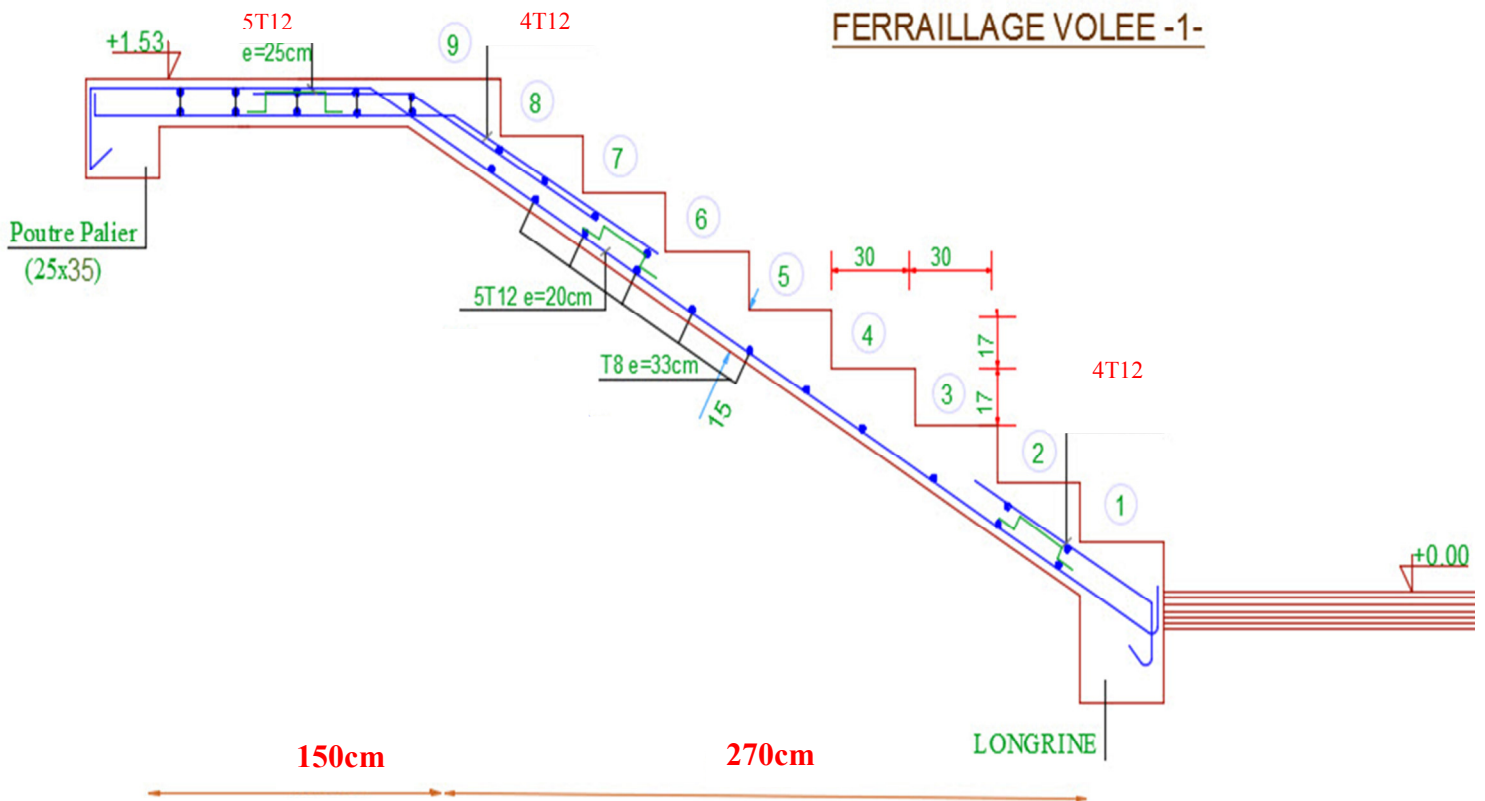 FERRAILLAGE VOLEE -1-
5T12
e=25cm
4T12
+1.53
9
8
7
6
5
4
3
2
1
Poutre Palier
(25x35)
30
30
17
17
5T12 e=20cm
T8 e=33cm
15
4T12
+0.00
LONGRINE
150cm
270cm